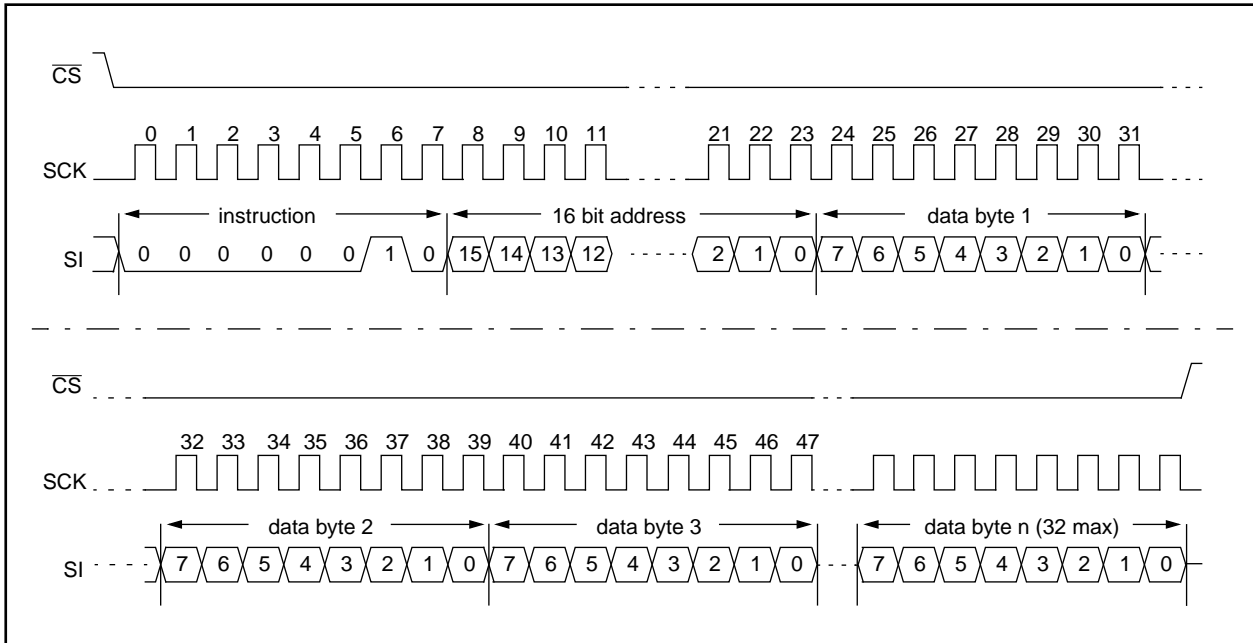 CS
0 1 2 3 4 5 6 7 8 9 10 11 21 22 23 24 25 26 27 28 29 30 31
SCK
instruction 16 bit address data byte 1
SI 0 0 0 0 0 0 1 0 15 14 13 12 2 1 0 7 6 5 4 3 2 1 0
CS
32 33 34 35 36 37 38 39 40 41 42 43 44 45 46 47
SCK
data byte 2 data byte 3 data byte n (32 max)
SI 7 6 5 4 3 2 1 0 7 6 5 4 3 2 1 0 7 6 5 4 3 2 1 0